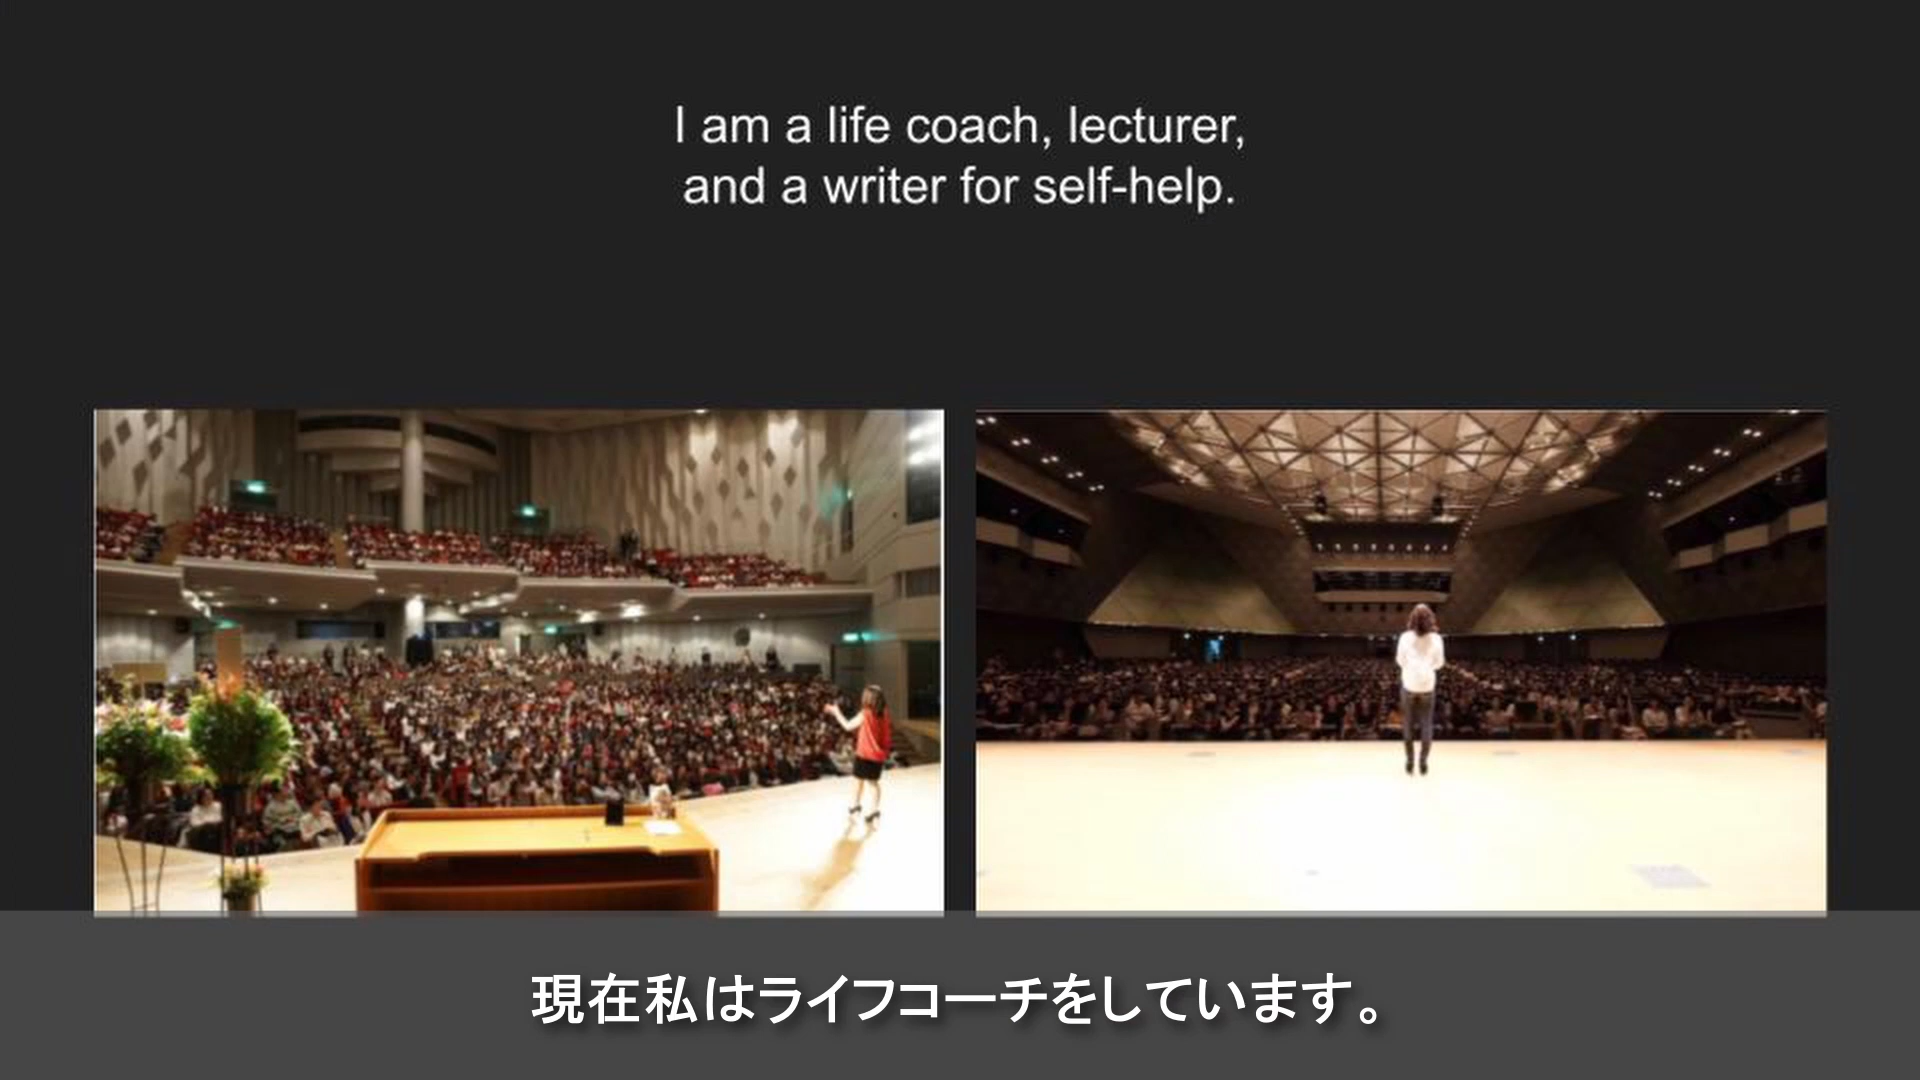 I am a life coach, lecturer,
and a writer for self-help.
現在私はライフコーチをしています。